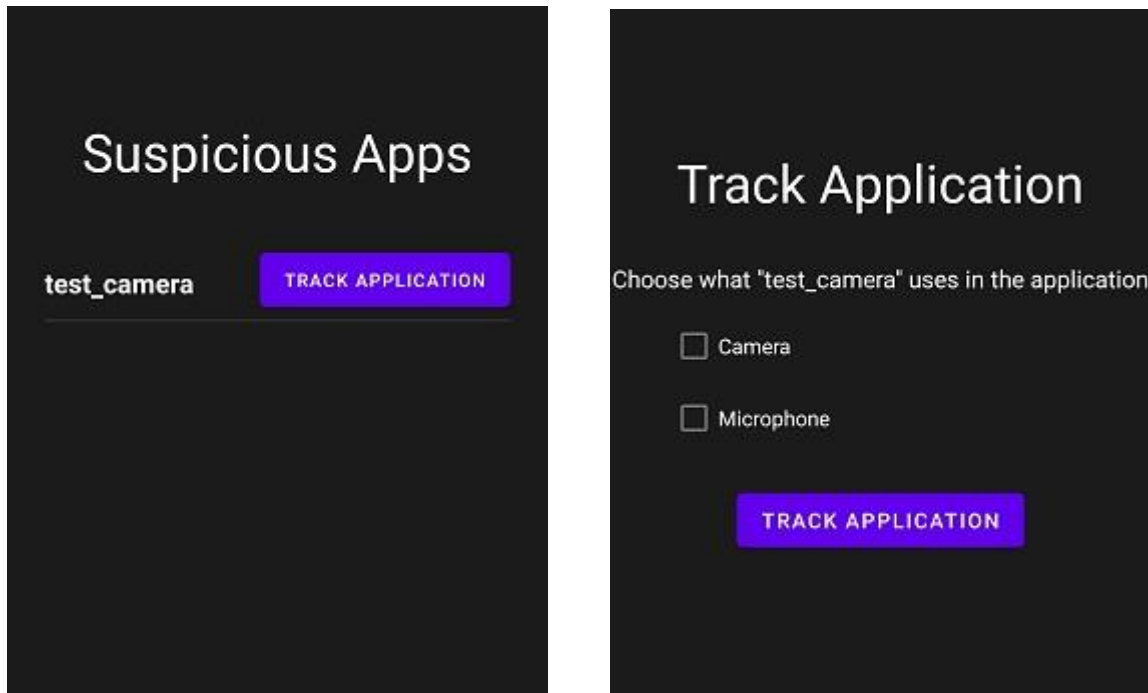 Suspicious Apps
test_camera
TRACK APPLICATION
Track Application
Choose what "test_camera" uses in the application
Camera
Microphone
TRACK APPLICATION